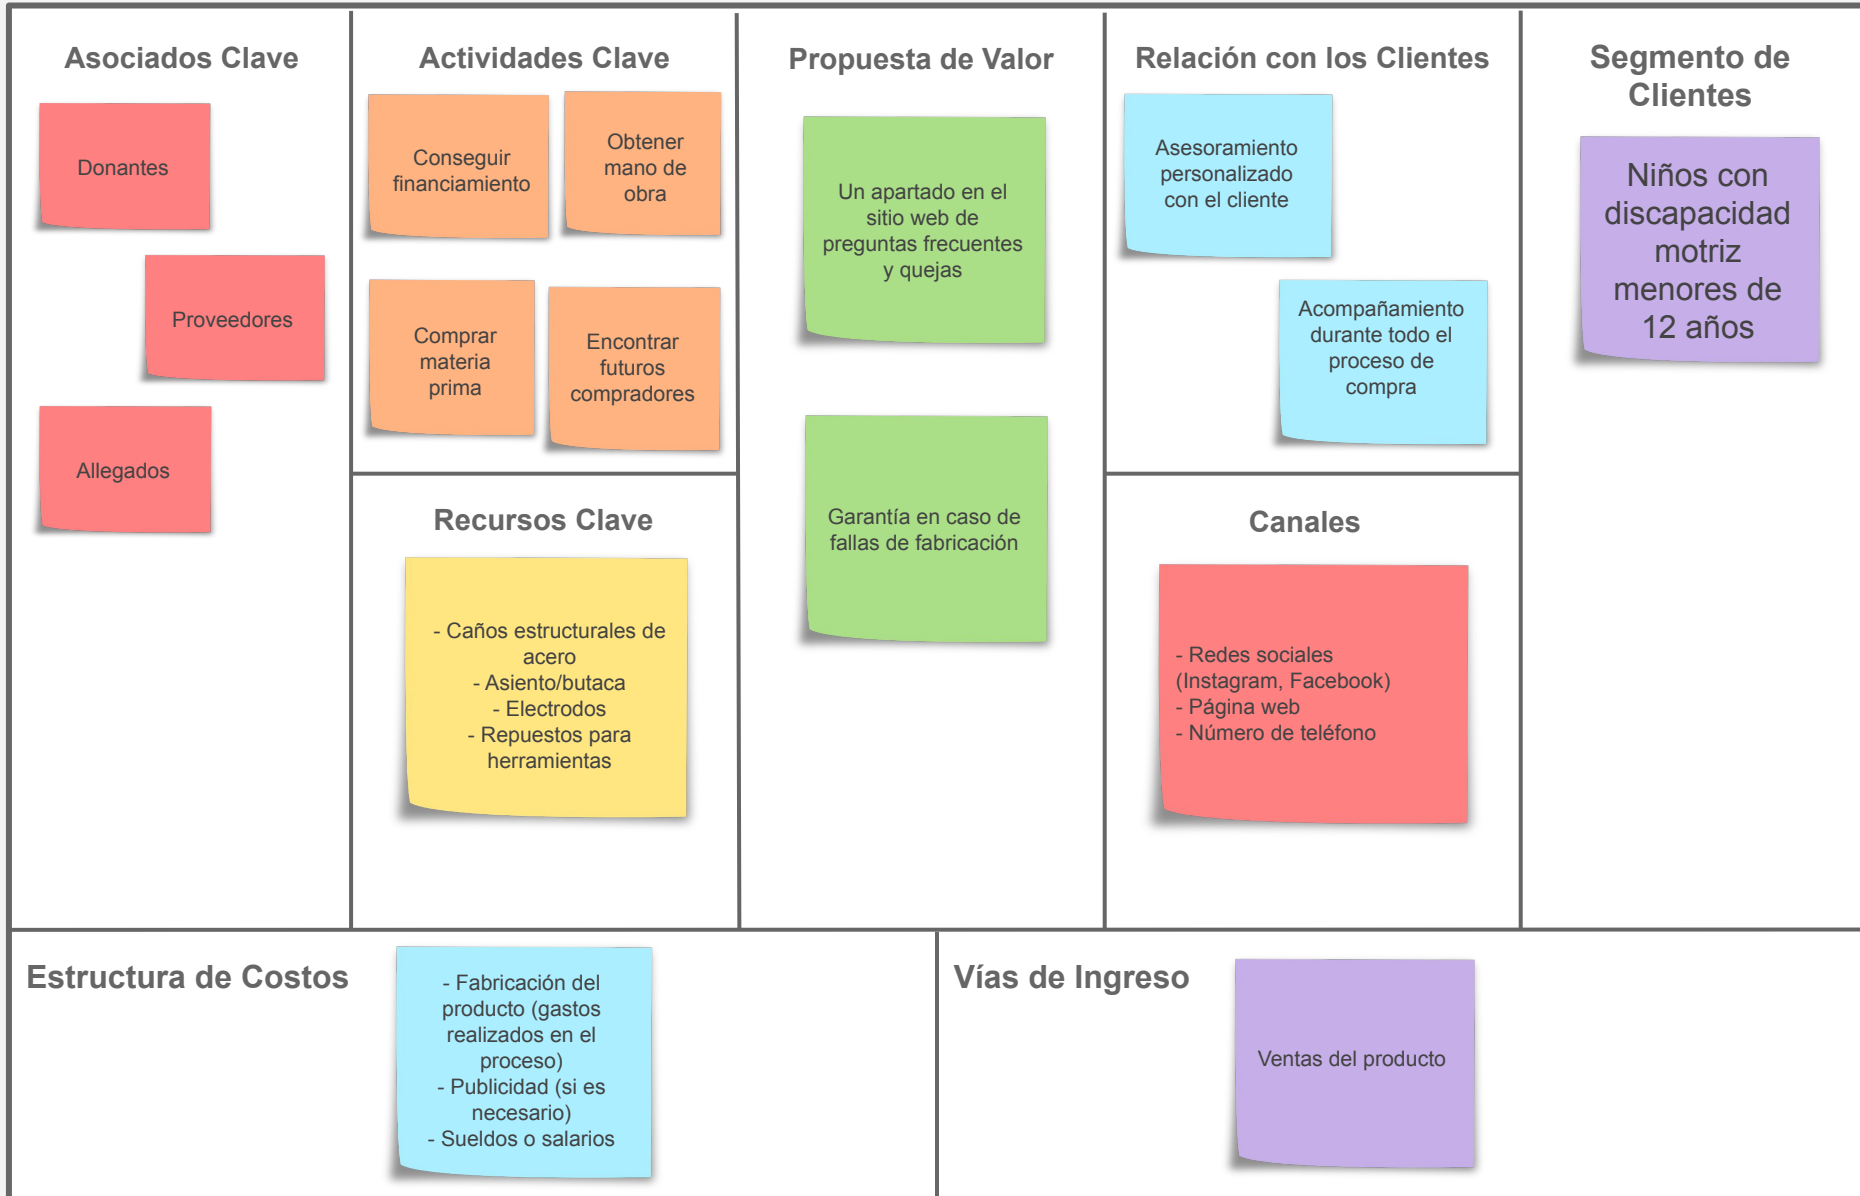 Asociados Clave
Donantes
Proveedores
Allegados
Actividades Clave
Conseguir
financiamiento
Obtener
mano de
obra
Comprar
materia
prima
Encontrar
futuros
compradores
Recursos Clave
- Caños estructurales de
acero
- Asiento/butaca
- Electrodos
- Repuestos para
herramientas
Propuesta de Valor
Un apartado en el
sitio web de
preguntas frecuentes
y quejas
Garantía en caso de
fallas de fabricación
Relación con los Clientes
Asesoramiento
personalizado
con el cliente
Acompañamiento
durante todo el
proceso de
compra
Canales
- Redes sociales
(Instagram, Facebook)
- Página web
- Número de teléfono
Segmento de
Clientes
Niños con
discapacidad
motriz
menores de
12 años
Estructura de Costos
- Fabricación del
producto (gastos
realizados en el
proceso)
- Publicidad (si es
necesario)
- Sueldos o salarios
Vías de Ingreso
Ventas del producto